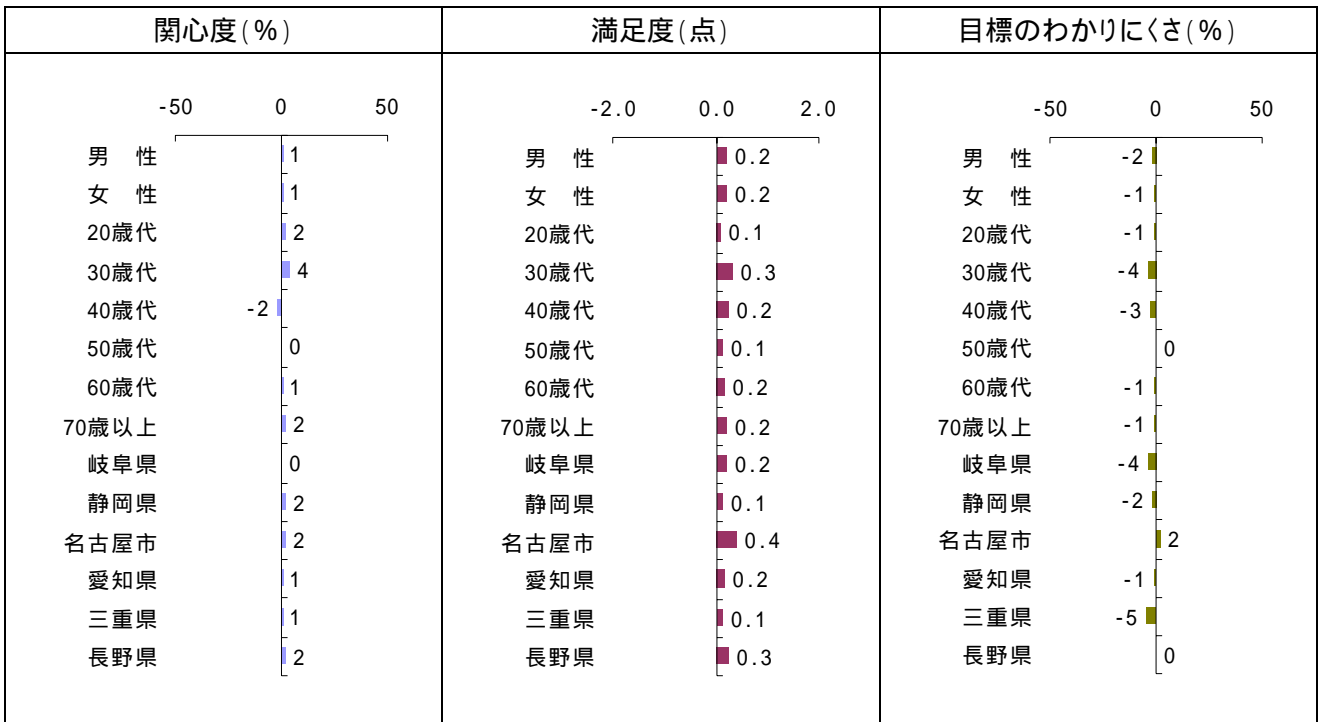 関心度(%)
-50 0 50
男 性 1
女 性 1
20歳代 2
30歳代 4
40歳代 -2
50歳代 0
60歳代 1
70歳以上 2
岐阜県 0
静岡県 2
名古屋市 2
愛知県 1
三重県 1
長野県 2
満足度(点)
-2.0 0.0 2.0
男 性 0.2
女 性 0.2
20歳代 0.1
30歳代 0.3
40歳代 0.2
50歳代 0.1
60歳代 0.2
70歳以上 0.2
岐阜県 0.2
静岡県 0.1
名古屋市 0.4
愛知県 0.2
三重県 0.1
長野県 0.3
目標のわかりにくさ(%)
-50 0 50
男 性 -2
女 性 -1
20歳代 -1
30歳代 -4
40歳代 -3
50歳代 0
60歳代 -1
70歳以上 -1
岐阜県 -4
静岡県 -2
名古屋市 2
愛知県 -1
三重県 -5
長野県 0